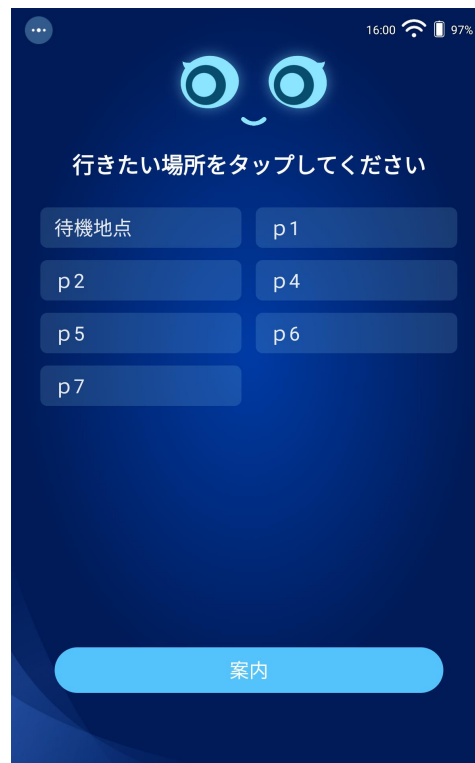 16:00 97%
行きたい場所をタップしてください
待機地点 p1
p2 p4
p5 p6
p7
案内